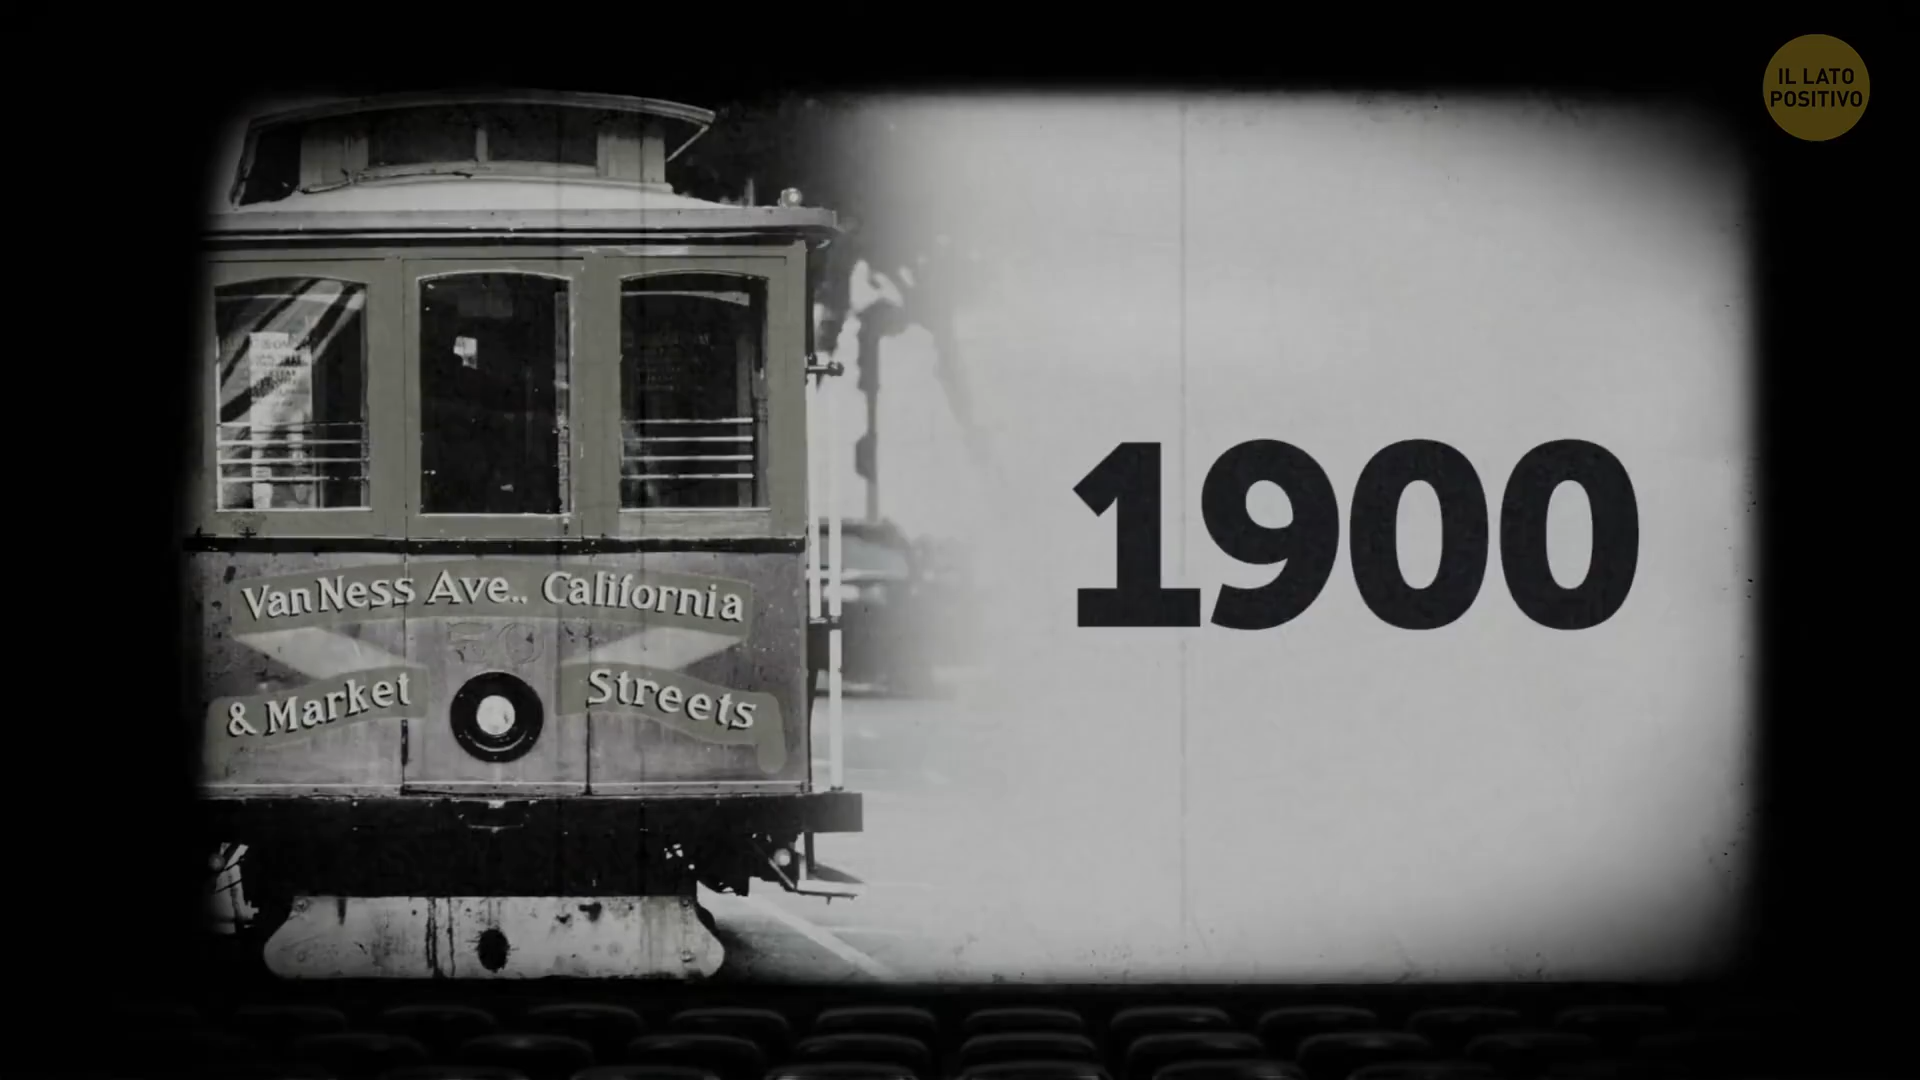 IL LATO
POSITIVO
Van Ness Ave., California
& Market Streets
1900